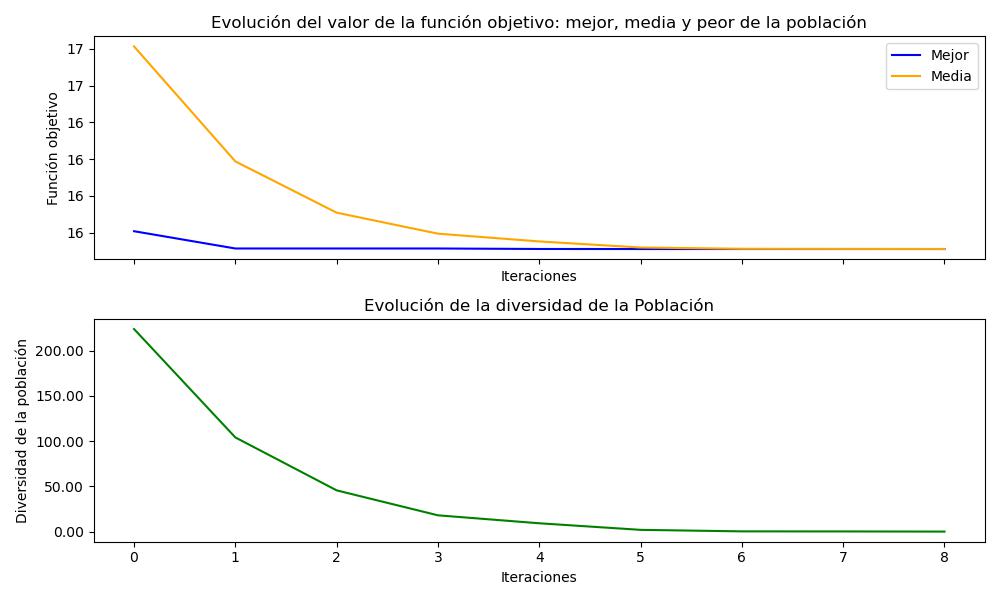 Evolución del valor de la función objetivo: mejor, media y peor de la población
Función objetivo
17
17
16
16
16
16
Mejor
Media
Iteraciones
Evolución de la diversidad de la Población
Diversidad de la población
200.00
150.00
100.00
50.00
0.00
0 1 2 3 4 5 6 7 8
Iteraciones